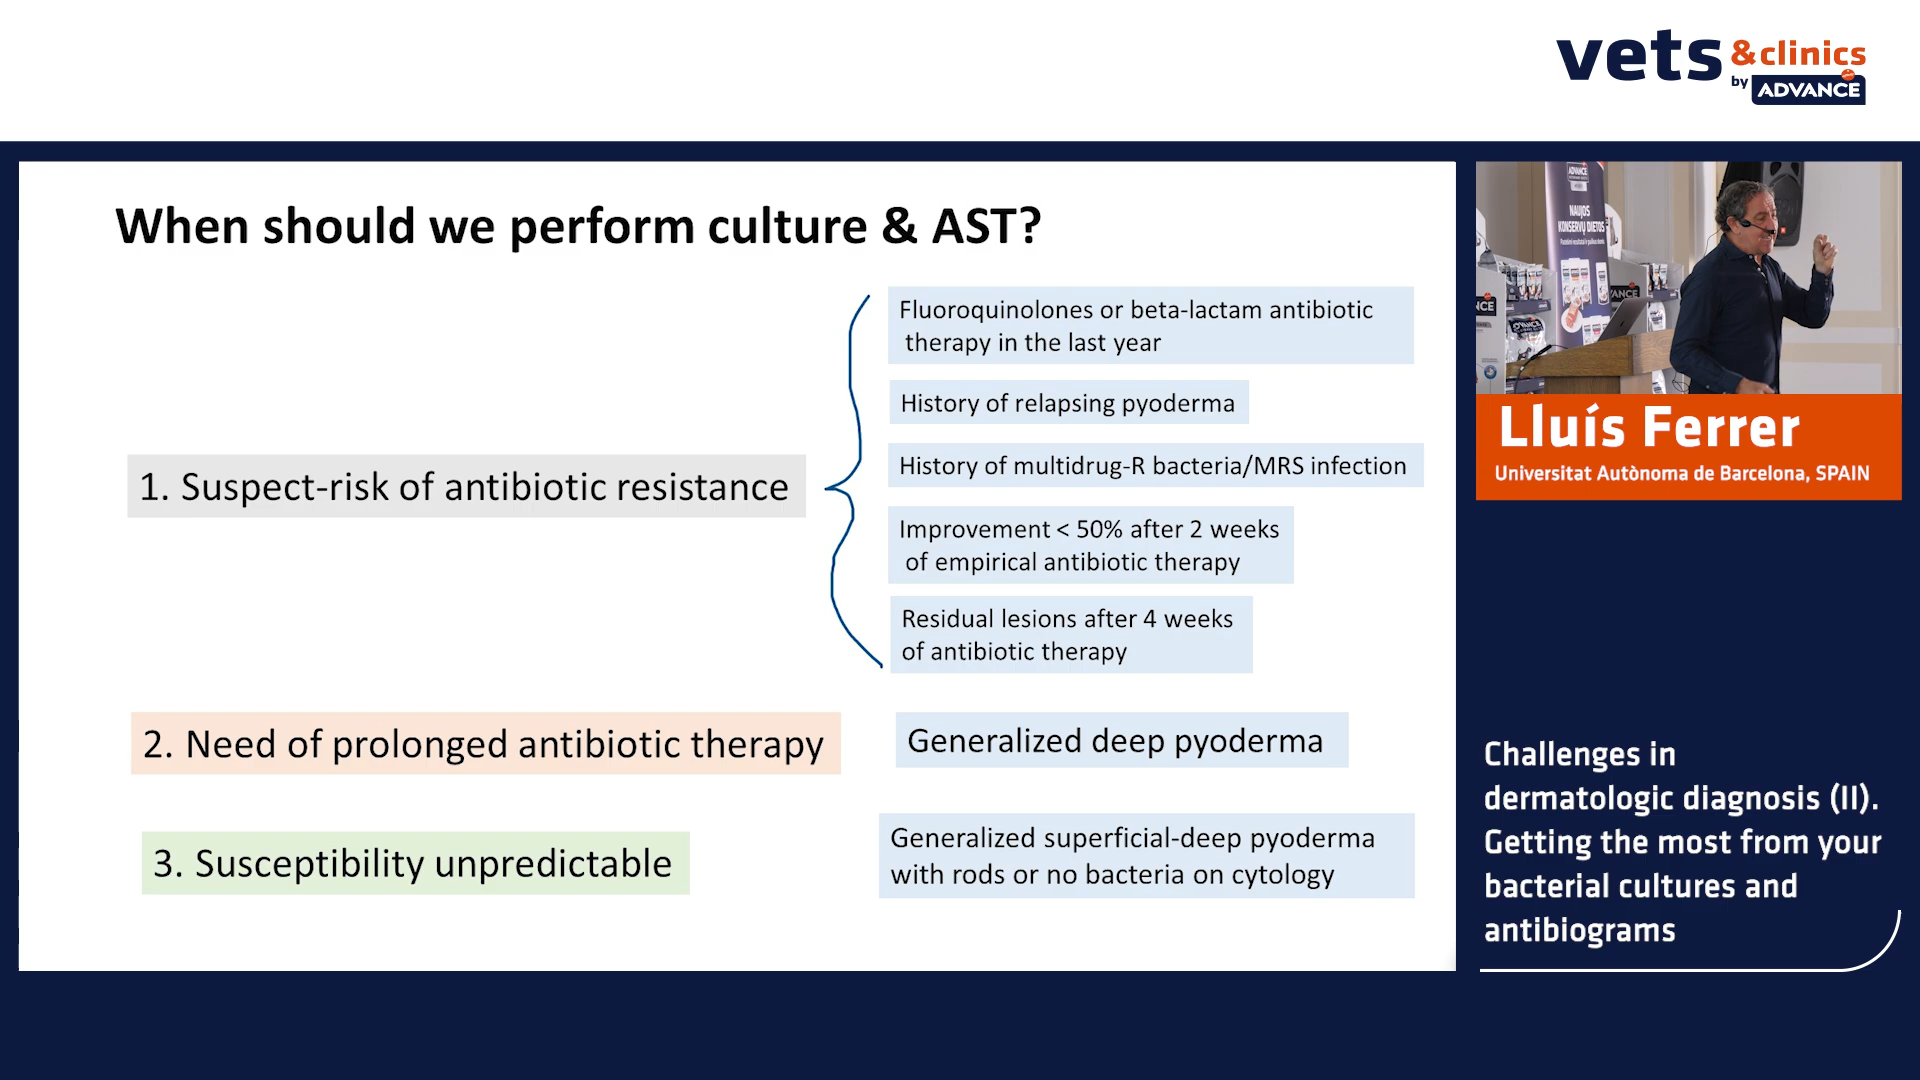 vets &clinics
by ADVANCE
When should we perform culture & AST?
1. Suspect-risk of antibiotic resistance
Fluoroquinolones or beta-lactam antibiotic
therapy in the last year
History of relapsing pyoderma
History of multidrug-R bacteria/MRS infection
Improvement < 50% after 2 weeks
of empirical antibiotic therapy
Residual lesions after 4 weeks
of antibiotic therapy
2. Need of prolonged antibiotic therapy
Generalized deep pyoderma
3. Susceptibility unpredictable
Generalized superficial-deep pyoderma
with rods or no bacteria on cytology
ADVANCE
NAUJOS
KONSERVŲ DIETOS
Lluís Ferrer
Universitat Autònoma de Barcelona, SPAIN
Challenges in
dermatologic diagnosis (II).
Getting the most from your
bacterial cultures and
antibiograms